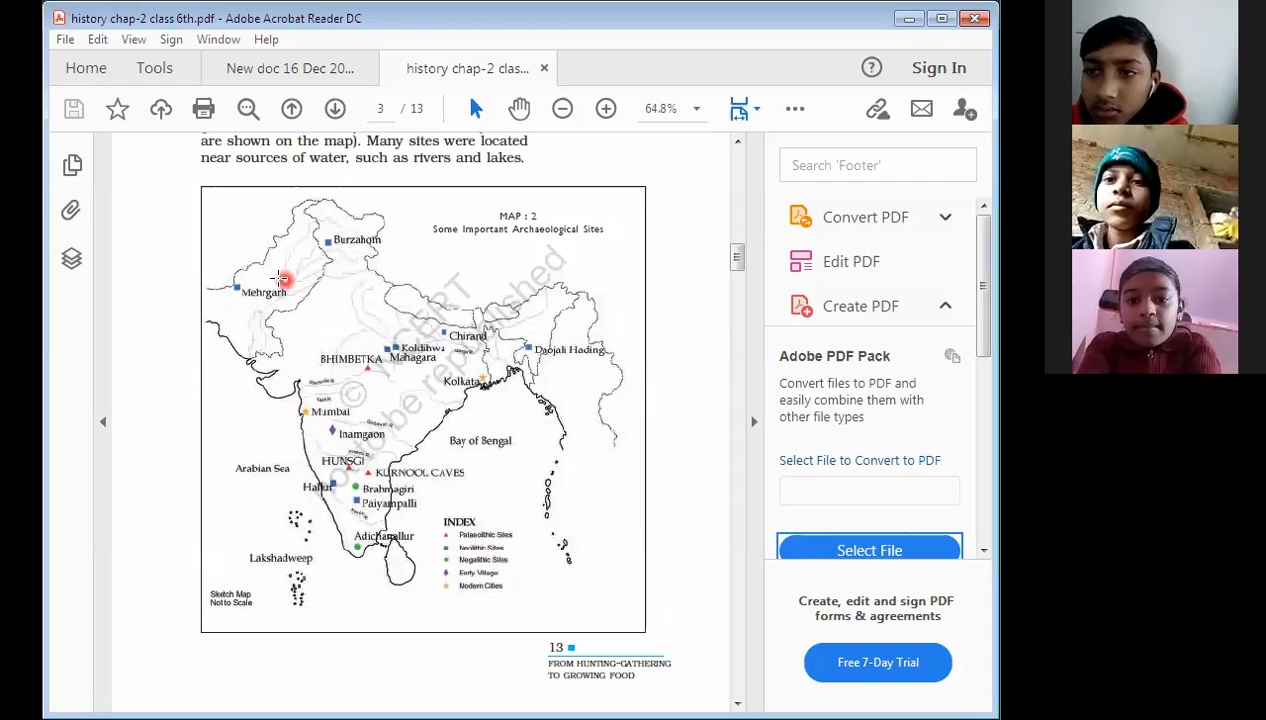 history chap-2 class 6th.pdf - Adobe Acrobat Reader DC
File Edit View Sign Window Help
Home Tools New doc 16 Dec 20... history chap-2 clas... × Sign In
3 / 13 64.8%
are shown on the map). Many sites were located
near sources of water, such as rivers and lakes.
MAP : 2
Some Important Archaeological Sites
Burzahom
Mehrgarh
Chirand
Koldihwa
Mahagara
BHIMBETKA
Daojali Hading
Kolkata
Mumbai
Inamgaon
Bay of Bengal
HUNSGI
Arabian Sea
KURNOOL CAVES
Hallur
Brahmagiri
Paiyampalli
Adichanallur
Lakshadweep
INDEX
Palaeolithic Sites
Neolithic Sites
Megalithic Sites
Early Village
Modern Cities
Sketch Map
Not to Scale
© NCERT
not to be republished
13
FROM HUNTING-GATHERING
TO GROWING FOOD
Search 'Footer'
Convert PDF
Edit PDF
Create PDF
Adobe PDF Pack
Convert files to PDF and
easily combine them with
other file types
Select File to Convert to PDF
Select File
Create, edit and sign PDF
forms & agreements
Free 7-Day Trial